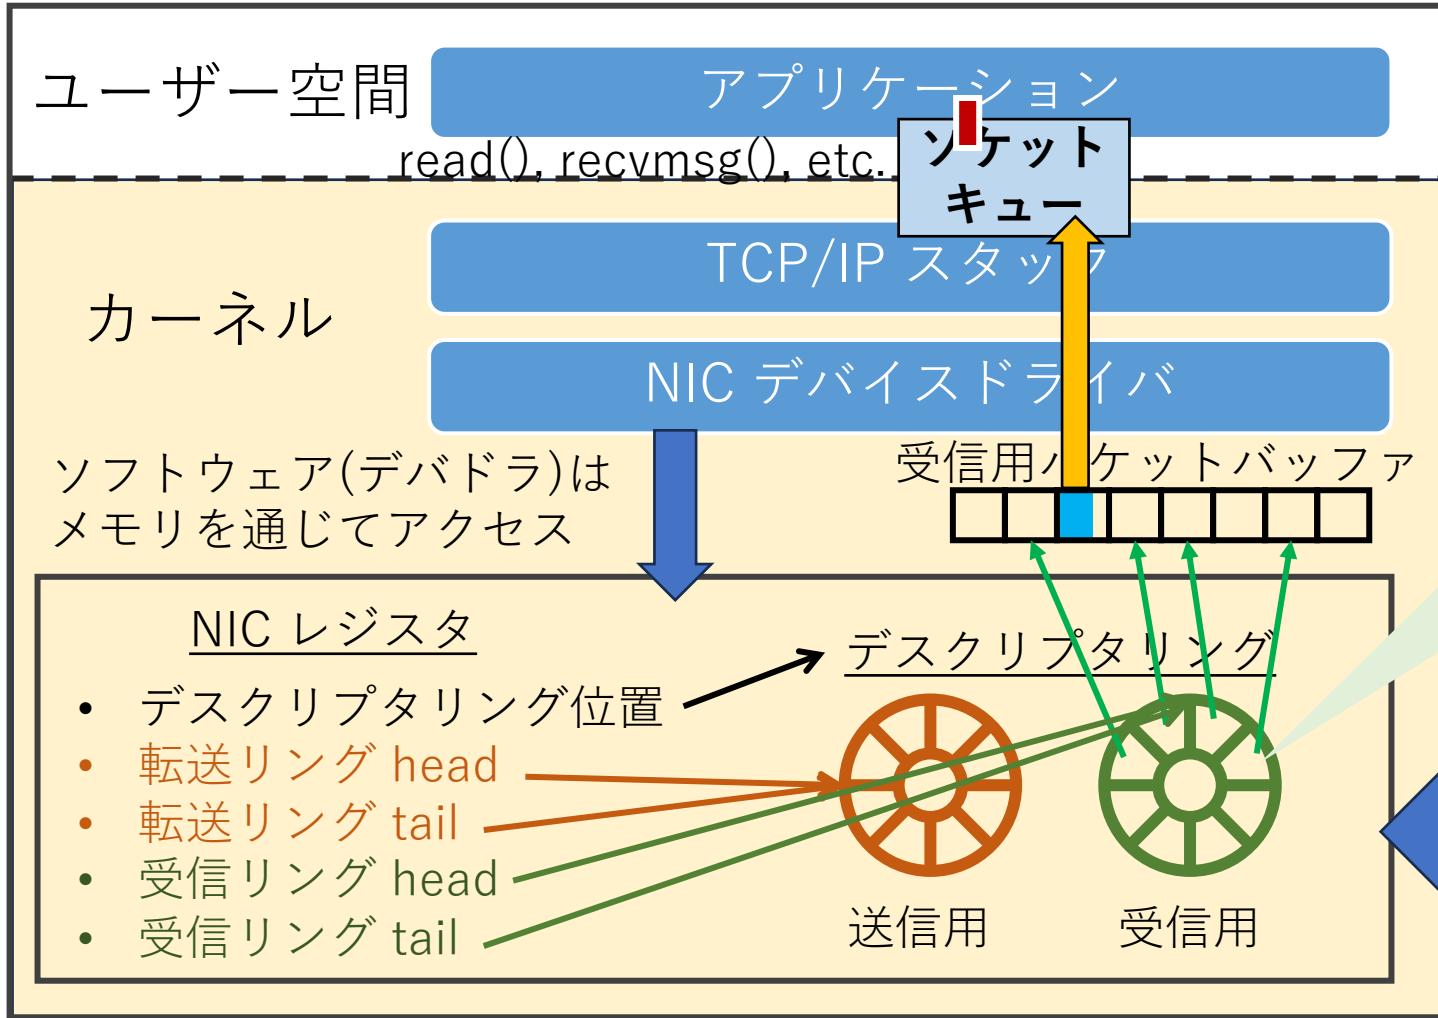 ユーザー空間
アプリケーション
read(), recvmsg(), etc.
ソケット
キュー
TCP/IP スタック
カーネル
NIC デバイスドライバ
ソフトウェア(デバドラ)は
メモリを通じてアクセス
受信用パケットバッファ
NIC レジスタ
• デスクリプタリング位置
• 転送リング head
• 転送リング tail
• 受信リング head
• 受信リング tail
デスクリプタリング
送信用
受信用